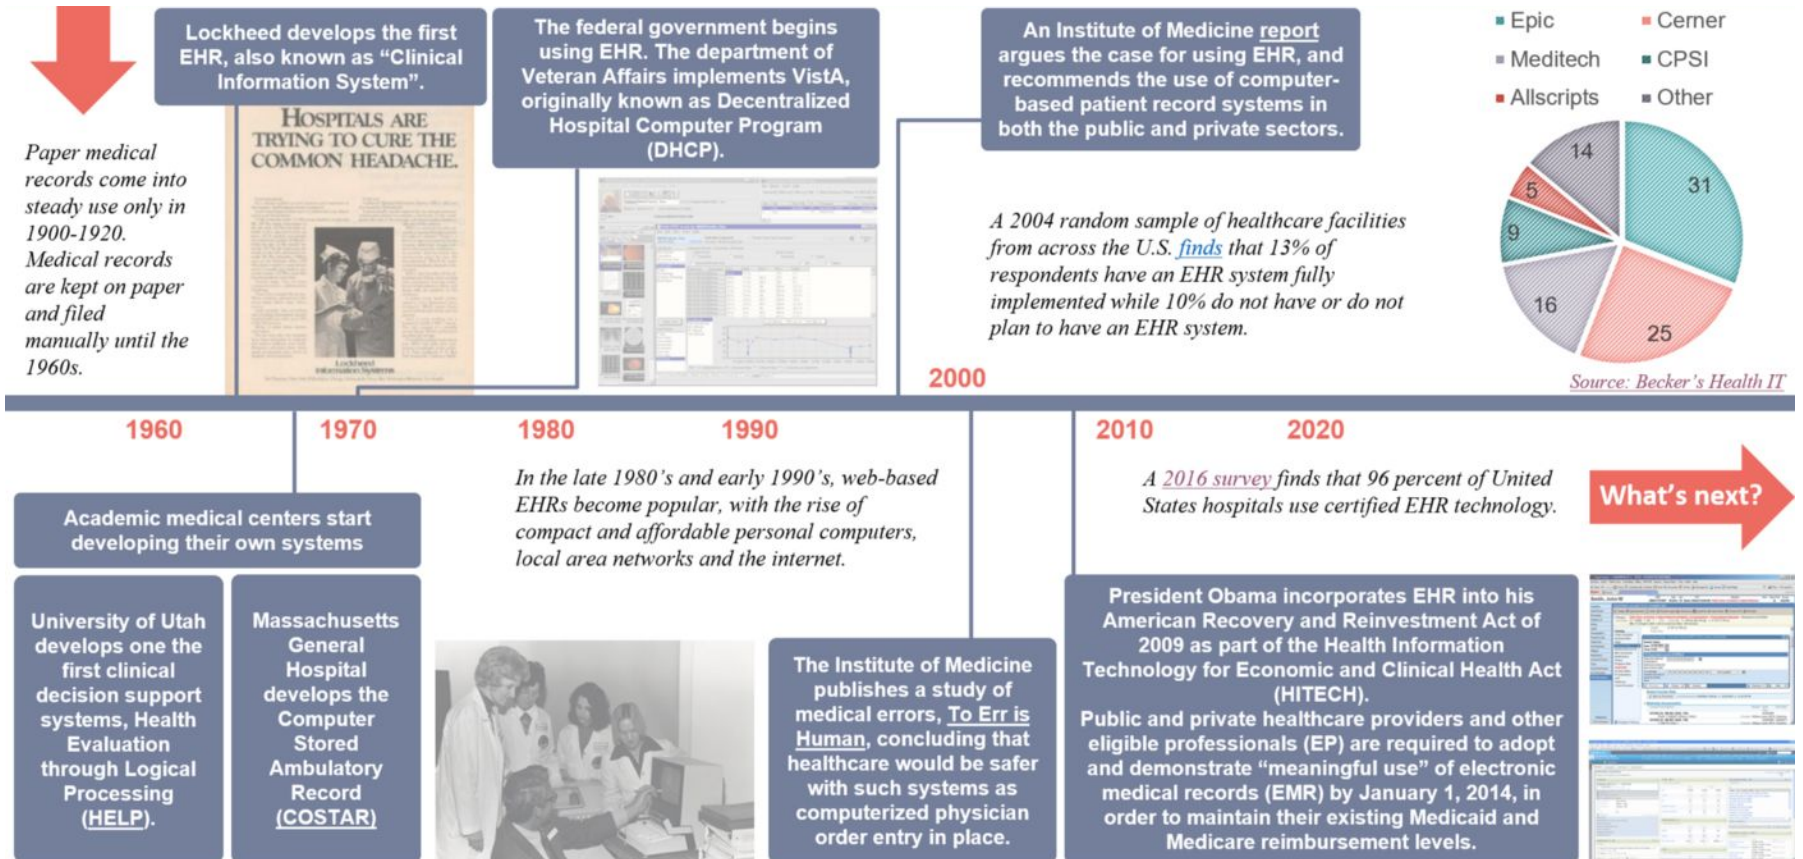 Paper medical
records come into
steady use only in
1900-1920.
Medical records
are kept on paper
and filed
manually until the
1960s.
Lockheed develops the first
EHR, also known as “Clinical
Information System”.
HOSPITALS ARE
TRYING TO CURE THE
COMMON HEADACHE.
Lockheed
Information Systems
The federal government begins
using EHR. The department of
Veteran Affairs implements VistA,
originally known as Decentralized
Hospital Computer Program
(DHCP).
An Institute of Medicine report
argues the case for using EHR, and
recommends the use of computer-
based patient record systems in
both the public and private sectors.
A 2004 random sample of healthcare facilities
from across the U.S. finds that 13% of
respondents have an EHR system fully
implemented while 10% do not have or do not
plan to have an EHR system.
Epic
Cerner
Meditech
CPSI
Allscripts
Other
14
31
5
9
16
25
Source: Becker’s Health IT
2000
1960
1970
1980
1990
2010
2020
Academic medical centers start
developing their own systems
University of Utah
develops one the
first clinical
decision support
systems, Health
Evaluation
through Logical
Processing
(HELP).
Massachusetts
General
Hospital
develops the
Computer
Stored
Ambulatory
Record
(COSTAR)
In the late 1980’s and early 1990’s, web-based
EHRs become popular, with the rise of
compact and affordable personal computers,
local area networks and the internet.
The Institute of Medicine
publishes a study of
medical errors, To Err is
Human, concluding that
healthcare would be safer
with such systems as
computerized physician
order entry in place.
A 2016 survey finds that 96 percent of United
States hospitals use certified EHR technology.
What’s next?
President Obama incorporates EHR into his
American Recovery and Reinvestment Act of
2009 as part of the Health Information
Technology for Economic and Clinical Health Act
(HITECH).
Public and private healthcare providers and other
eligible professionals (EP) are required to adopt
and demonstrate “meaningful use” of electronic
medical records (EMR) by January 1, 2014, in
order to maintain their existing Medicaid and
Medicare reimbursement levels.